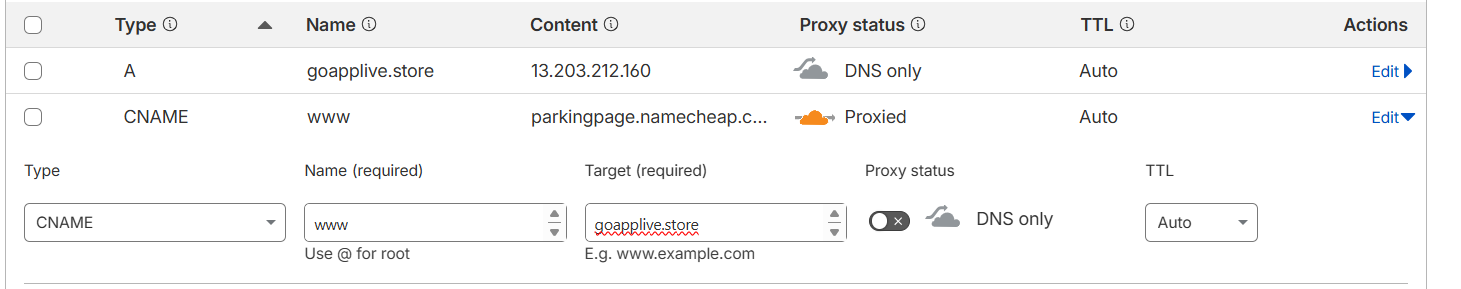 Type Name Content Proxy status TTL Actions
A goapplive.store 13.203.212.160 DNS only Auto Edit
CNAME www parkingpage.namecheap.c... Proxied Auto Edit
Type Name (required) Target (required) Proxy status TTL
CNAME www goapplive.store DNS only Auto
Use @ for root E.g. www.example.com